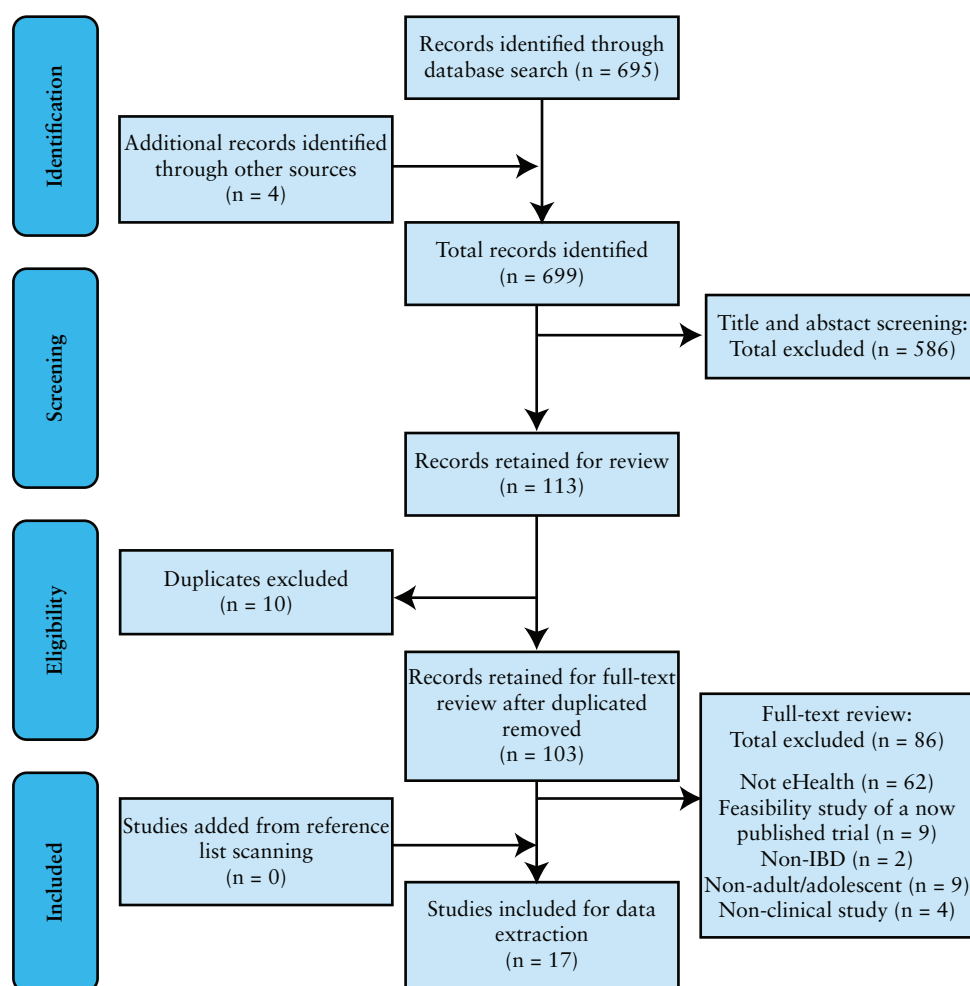 Identification
Records identified through
database search (n = 695)
Additional records identified
through other sources
(n = 4)
Total records identified
(n = 699)
Screening
Title and abstact screening:
Total excluded (n = 586)
Records retained for review
(n = 113)
Eligibility
Duplicates excluded
(n = 10)
Records retained for full-text
review after duplicated
removed
(n = 103)
Full-text review:
Total excluded (n = 86)
Not eHealth (n = 62)
Feasibility study of a now
published trial (n = 9)
Non-IBD (n = 2)
Non-adult/adolescent (n = 9)
Non-clinical study (n = 4)
Included
Studies added from reference
list scanning
(n = 0)
Studies included for data
extraction
(n = 17)